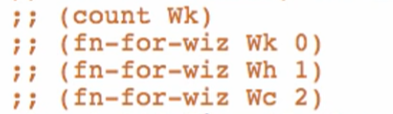 ;; (count Wk)
;; (fn-for-wiz Wk 0)
;; (fn-for-wiz Wh 1)
;; (fn-for-wiz Wc 2)